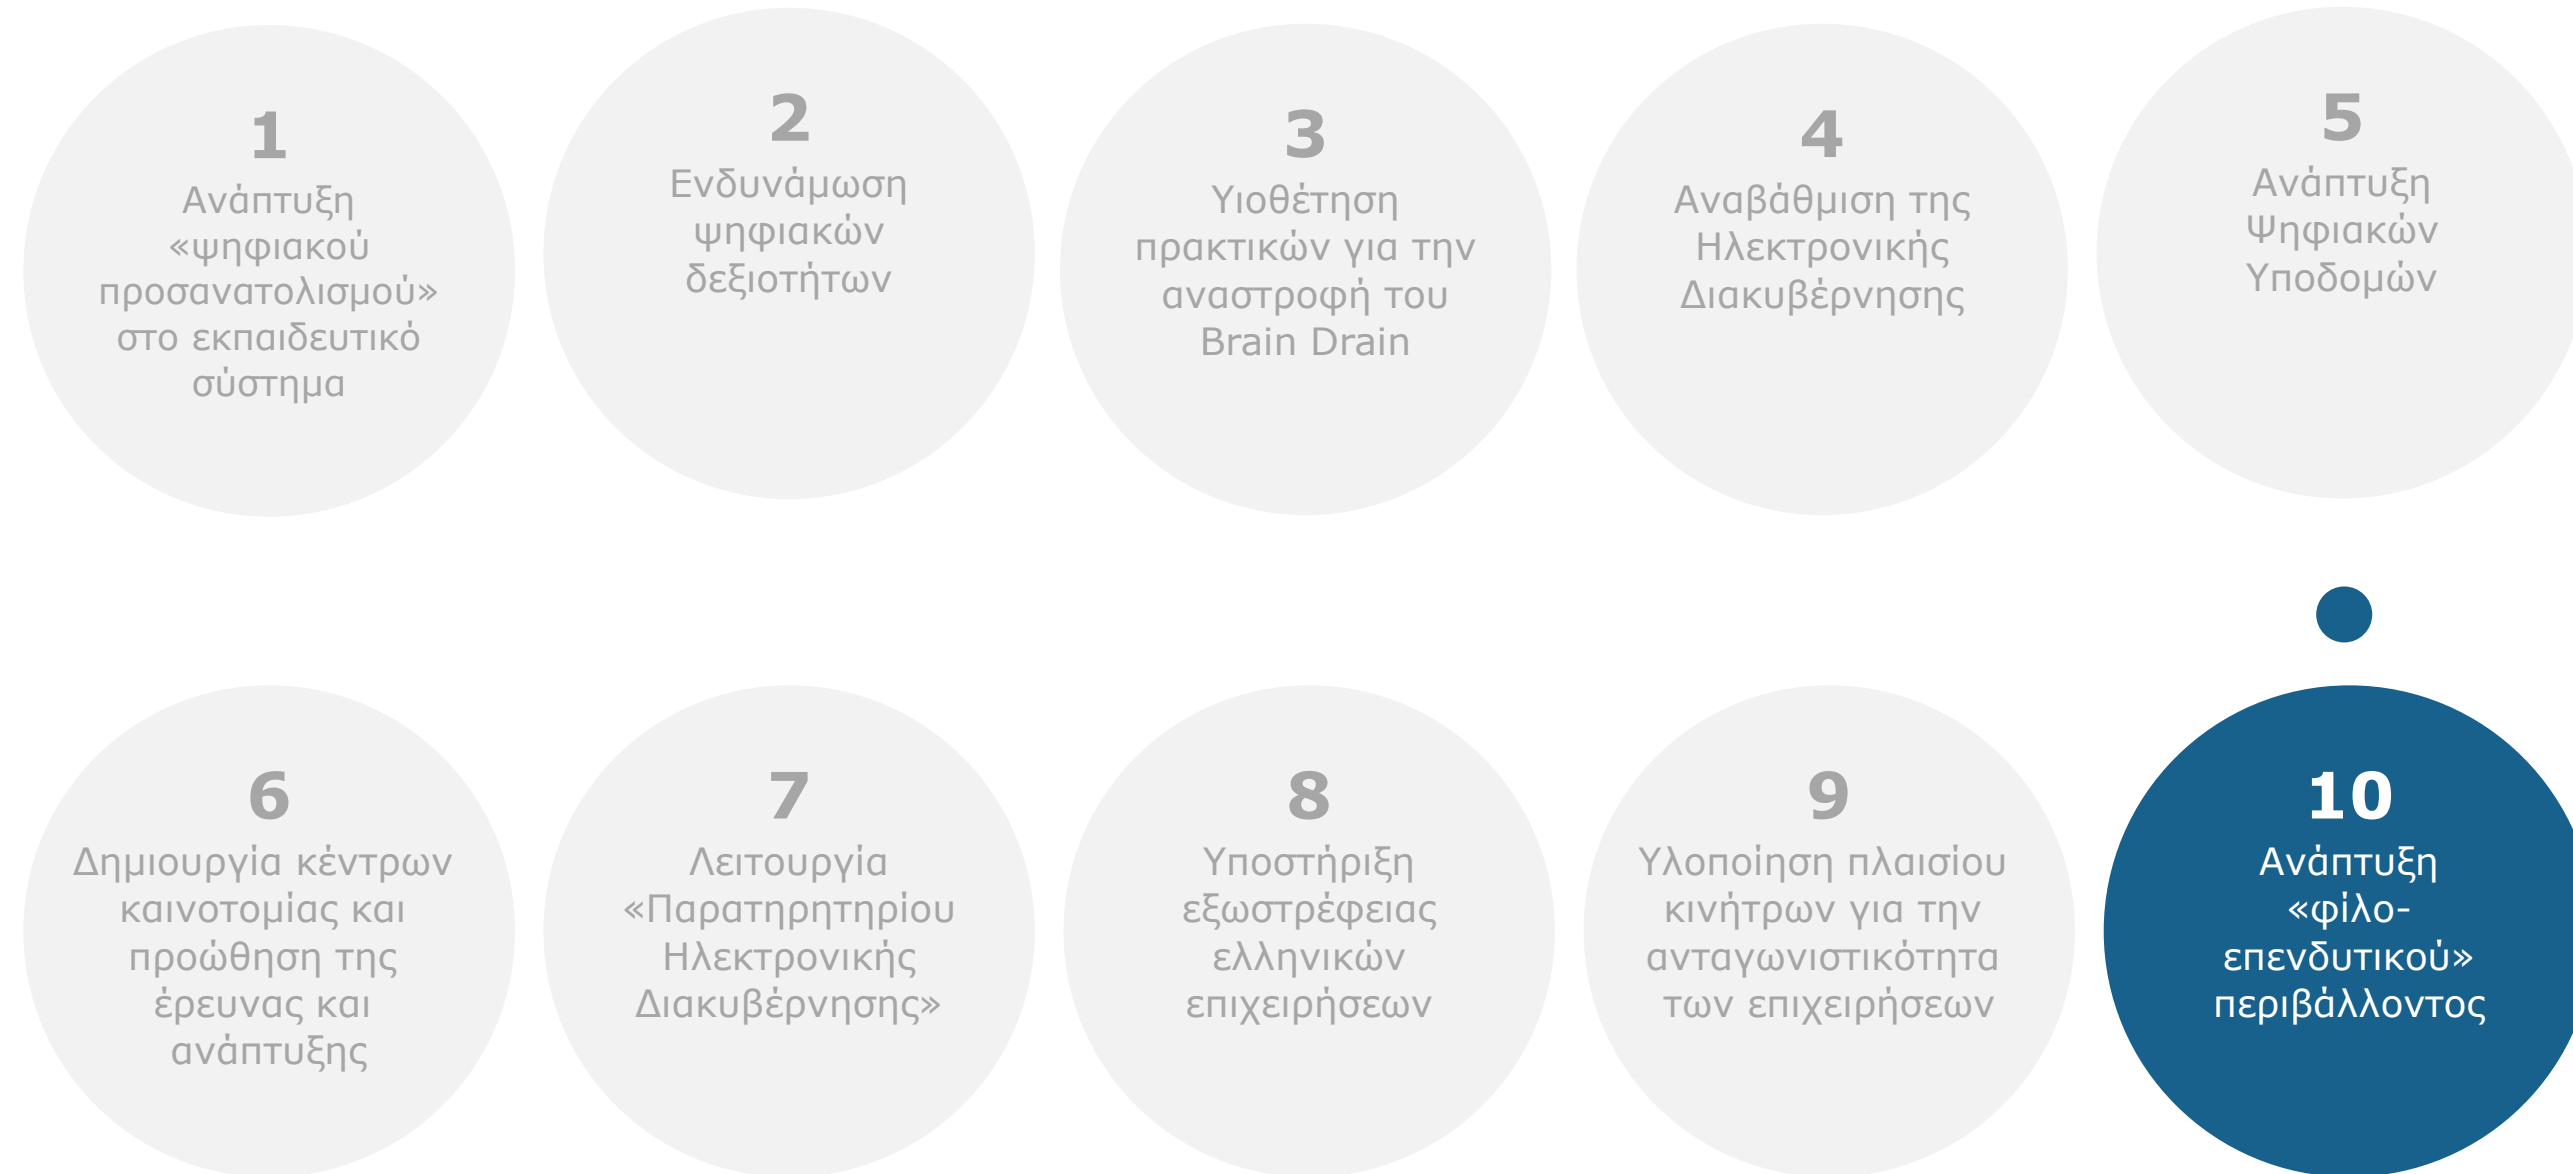 1
Ανάπτυξη
«ψηφιακού
προσανατολισμού»
στο εκπαιδευτικό
σύστημα
2
Ενδυνάμωση
ψηφιακών
δεξιοτήτων
3
Υιοθέτηση
πρακτικών για την
αναστροφή του
Brain Drain
4
Αναβάθμιση της
Ηλεκτρονικής
Διακυβέρνησης
5
Ανάπτυξη
Ψηφιακών
Υποδομών
6
Δημιουργία κέντρων
καινοτομίας και
προώθηση της
έρευνας και
ανάπτυξης
7
Λειτουργία
«Παρατηρητηρίου
Ηλεκτρονικής
Διακυβέρνησης»
8
Υποστήριξη
εξωστρέφειας
ελληνικών
επιχειρήσεων
9
Υλοποίηση πλαισίου
κινήτρων για την
ανταγωνιστικότητα
των επιχειρήσεων
10
Ανάπτυξη
«φίλο-
επενδυτικού»
περιβάλλοντος